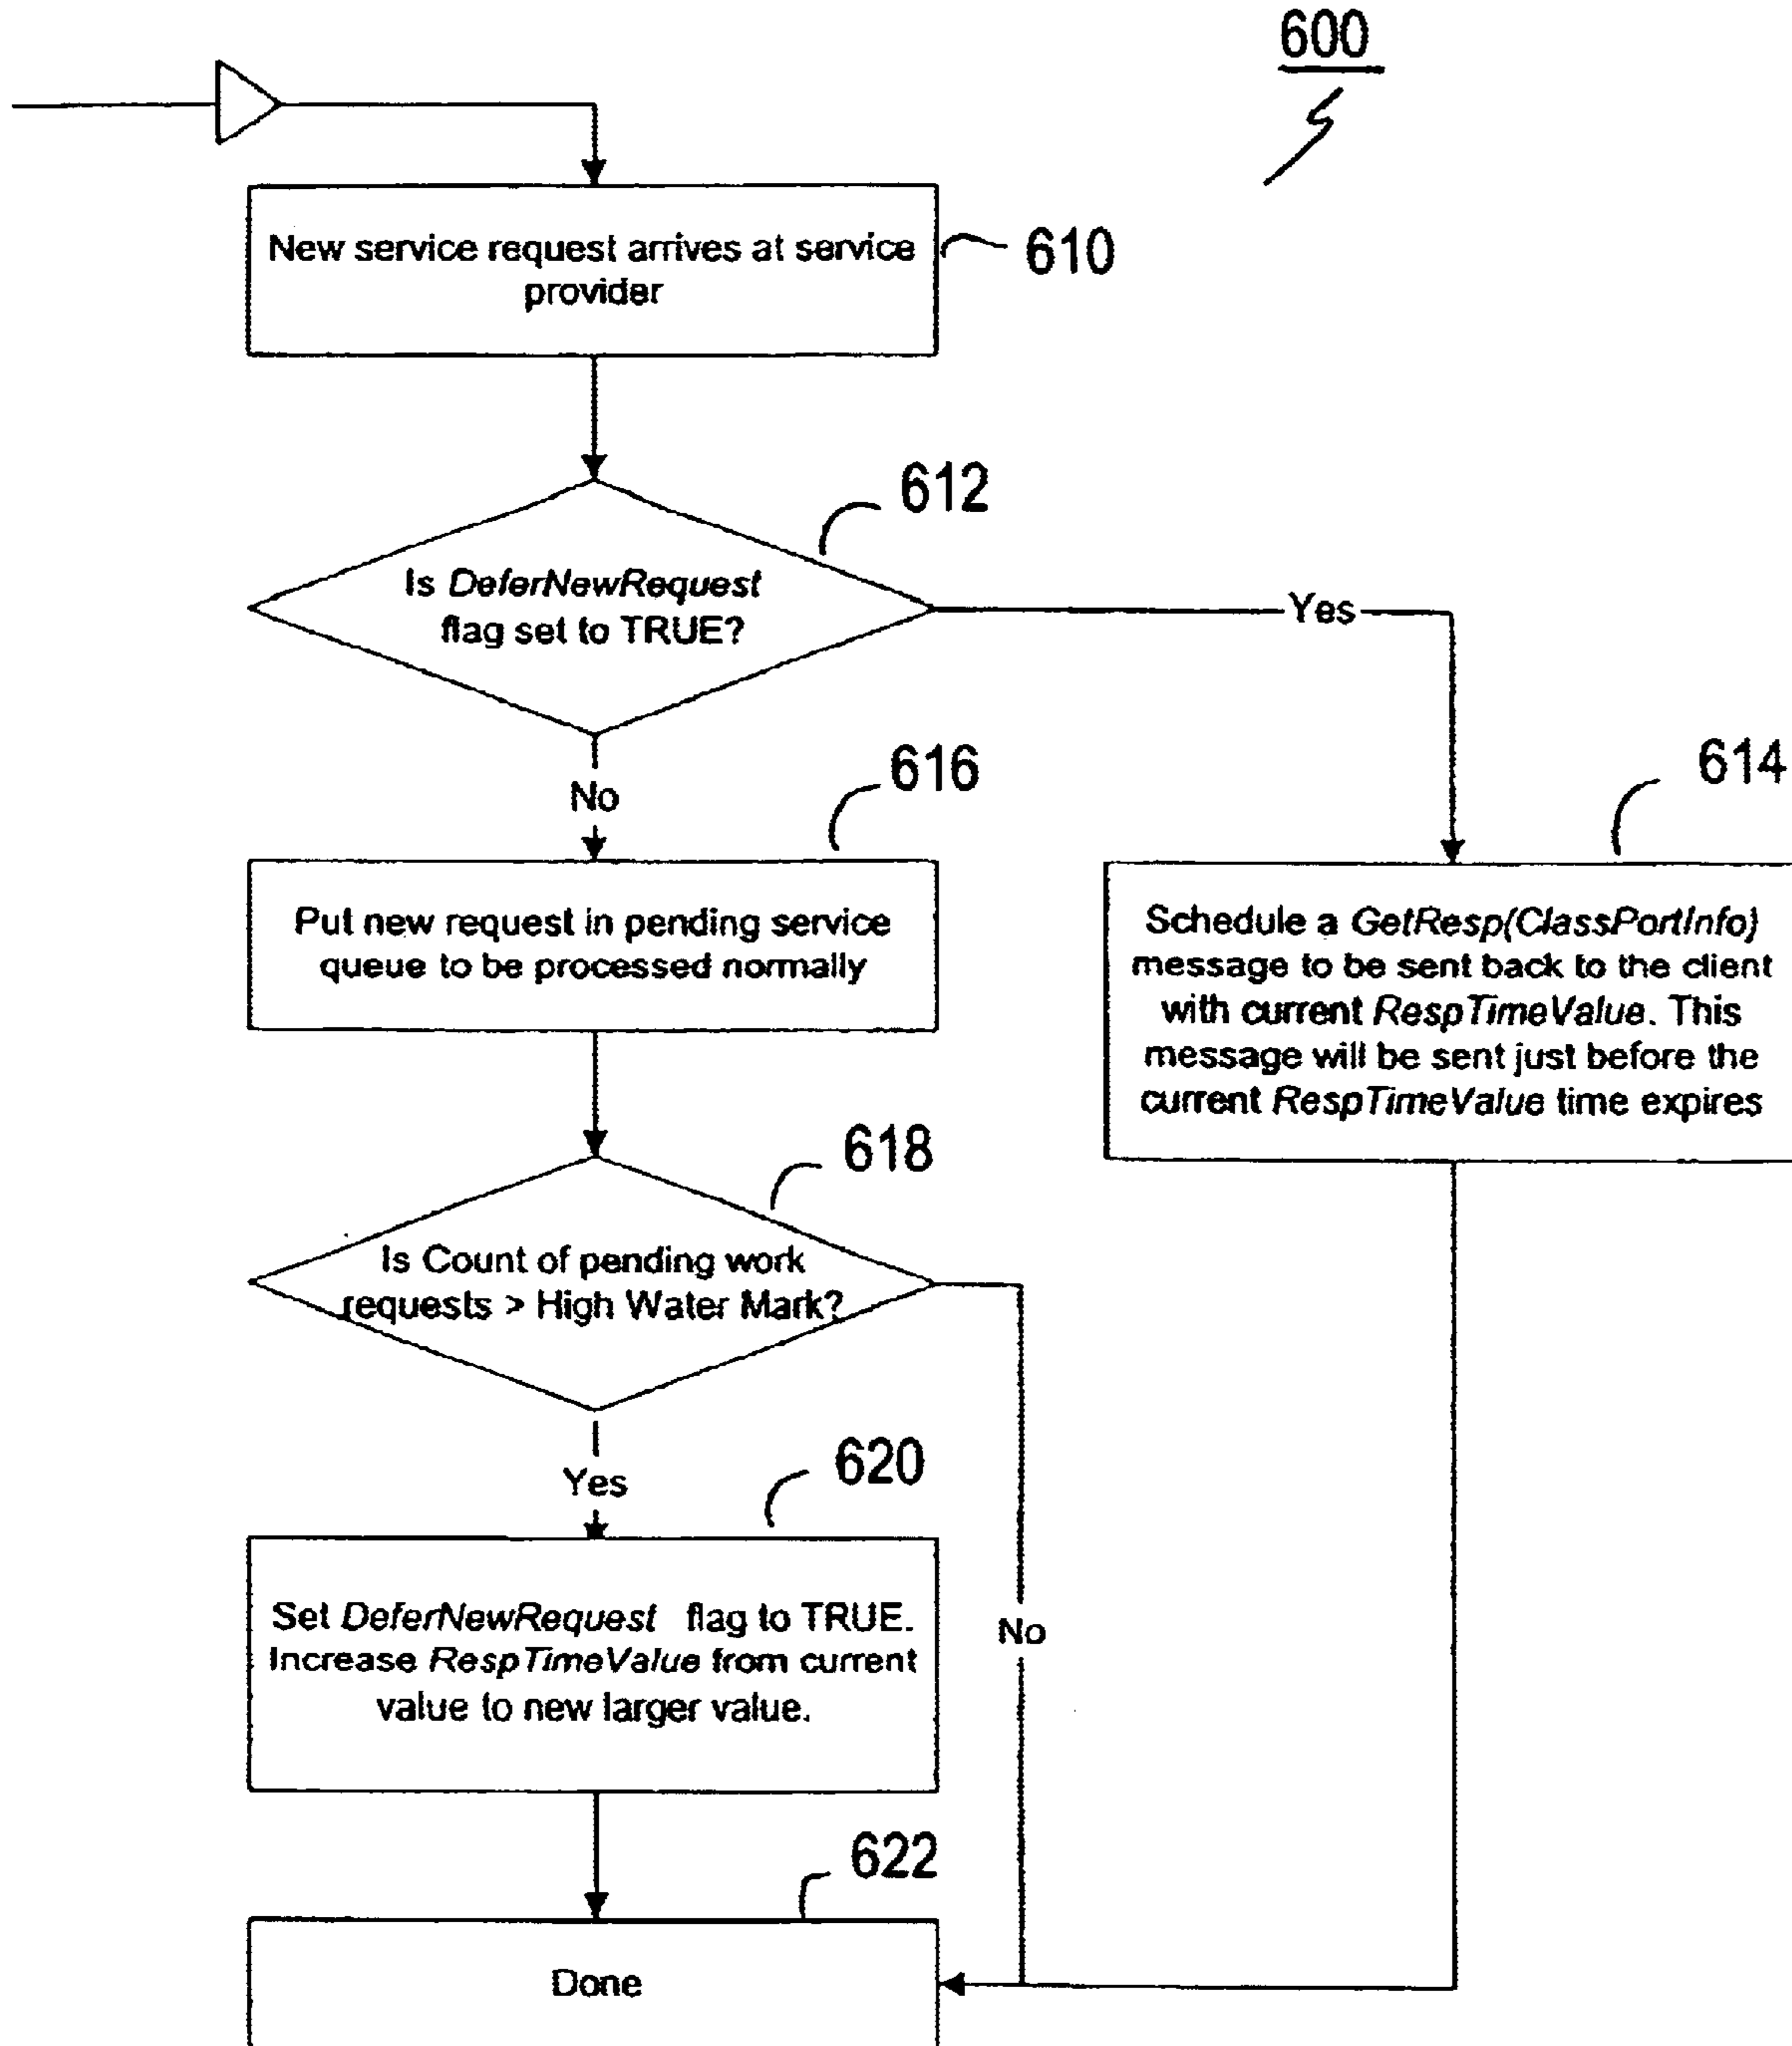 600
New service request arrives at service
provider
610
612
Is DeferNewRequest
flag set to TRUE?
Yes
No
616
Put new request in pending service
queue to be processed normally
614
Schedule a GetResp(ClassPortInfo)
message to be sent back to the client
with current RespTimeValue. This
message will be sent just before the
current RespTimeValue time expires
618
Is Count of pending work
requests > High Water Mark?
Yes
No
620
Set DeferNewRequest flag to TRUE.
Increase RespTimeValue from current
value to new larger value.
622
Done